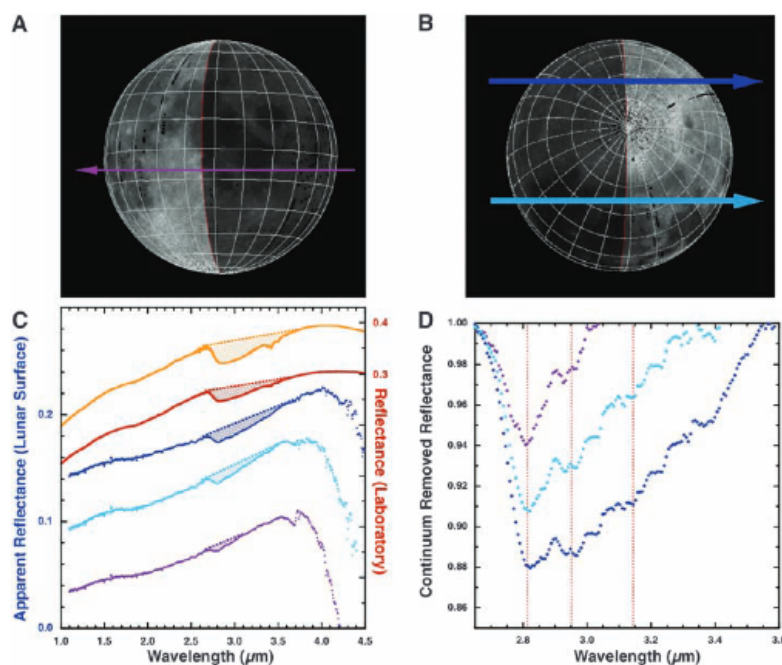 A
B
C
D
Apparent Reflectance (Lunar Surface)
0.2
0.1
0.0
0.4
0.3
Reflectance (Laboratory)
1.0 1.5 2.0 2.5 3.0 3.5 4.0 4.5
Wavelength (μm)
Continuum Removed Reflectance
1.00
0.98
0.96
0.94
0.92
0.90
0.88
0.86
2.8 3.0 3.2 3.4 3.6
Wavelength (μm)